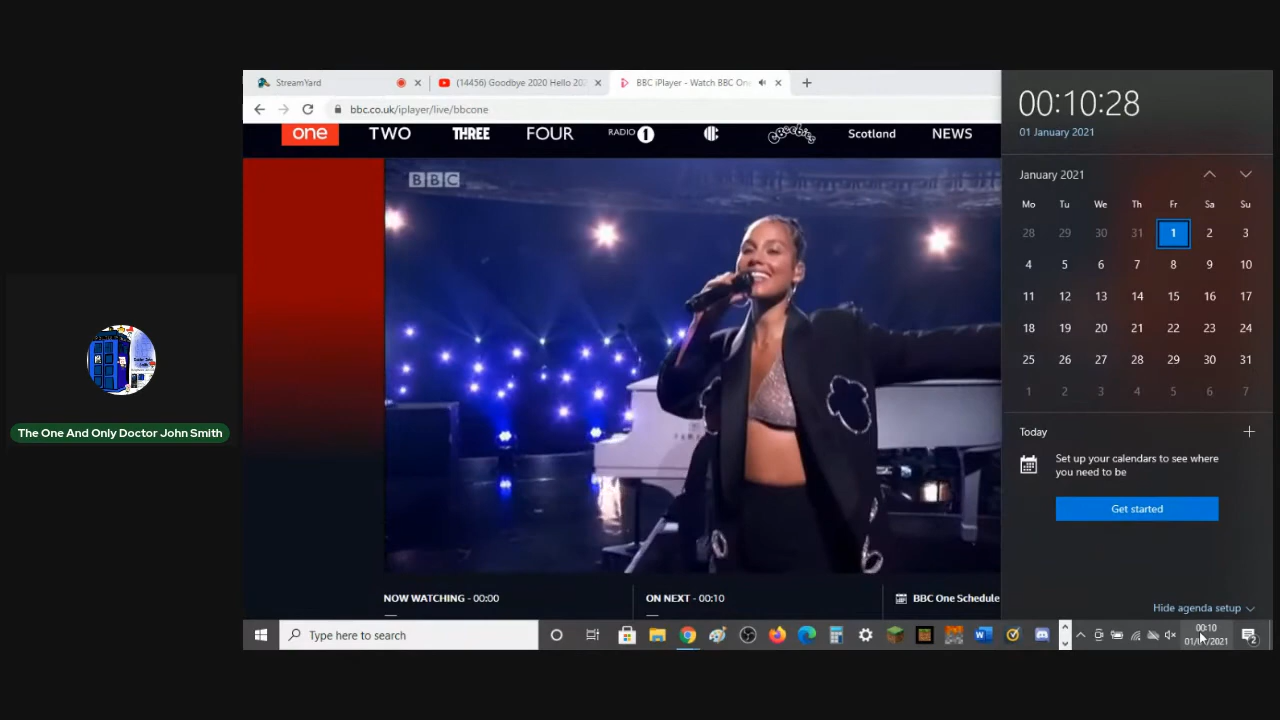 StreamYard
(14456) Goodbye 2020 Hello 202
BBC iPlayer - Watch BBC One
bbc.co.uk/iplayer/live/bbcone
one TWO THREE FOUR RADIO 1 CBeebies Scotland NEWS
BBC
The One And Only Doctor John Smith
NOW WATCHING - 00:00
ON NEXT - 00:10
BBC One Schedule
00:10:28
01 January 2021
January 2021
Mo Tu We Th Fr Sa Su
28 29 30 31 1 2 3
4 5 6 7 8 9 10
11 12 13 14 15 16 17
18 19 20 21 22 23 24
25 26 27 28 29 30 31
1 2 3 4 5 6 7
Today
Set up your calendars to see where
you need to be
Get started
Hide agenda setup
Type here to search
00:10
01/01/2021
2